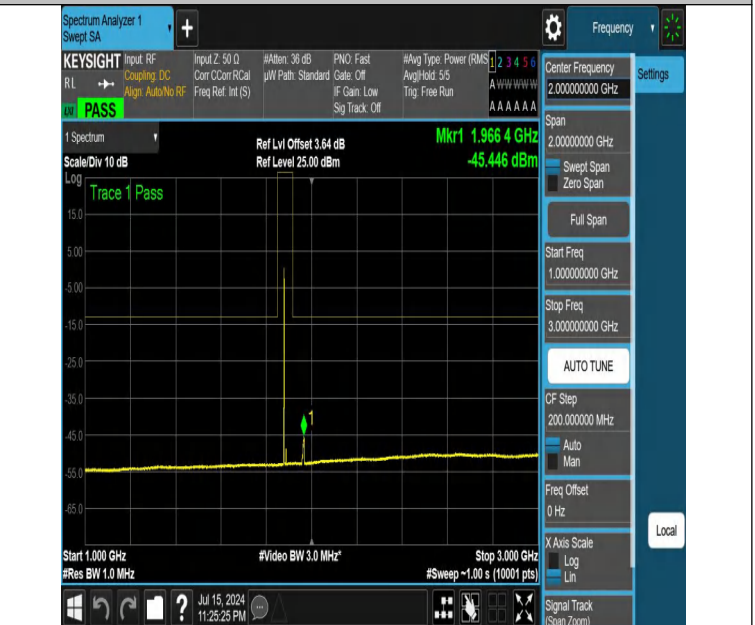 Spectrum Analyzer 1
Swept SA
Frequency
KEYSIGHT
RL
PASS
Input: RF
Coupling: DC
Align: Auto/No RF
Input Z: 50 Ω
Corr CCorr RCal
Freq Ref: Int (S)
#Atten: 36 dB
µW Path: Standard
PNO: Fast
Gate: Off
IF Gain: Low
Sig Track: Off
#Avg Type: Power (RMS
Avg|Hold: 5/5
Trig: Free Run
1 2 3 4 5 6
A W W W W W
A A A A A A
1 Spectrum
Scale/Div 10 dB
Ref Lvl Offset 3.64 dB
Ref Level 25.00 dBm
Mkr1 1.966 4 GHz
-45.446 dBm
Log
Trace 1 Pass
15.0
5.00
-5.00
-15.0
-25.0
-35.0
1
-45.0
-55.0
-65.0
Start 1.000 GHz
#Res BW 1.0 MHz
#Video BW 3.0 MHz*
Stop 3.000 GHz
#Sweep ~1.00 s (10001 pts)
Jul 15, 2024
11:25:25 PM
?
Center Frequency
2.000000000 GHz
Settings
Span
2.00000000 GHz
Swept Span
Zero Span
Full Span
Start Freq
1.000000000 GHz
Stop Freq
3.000000000 GHz
AUTO TUNE
CF Step
200.000000 MHz
Auto
Man
Freq Offset
0 Hz
X Axis Scale
Log
Lin
Local
Signal Track
(Span Zoom)